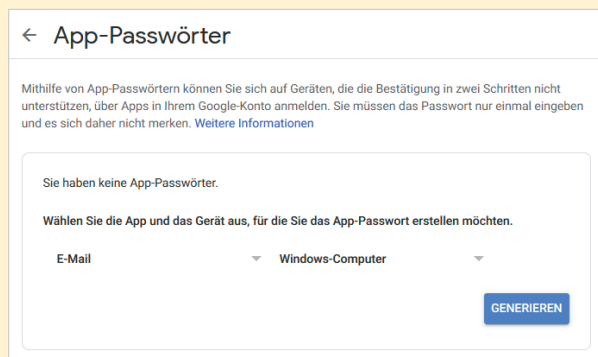 App-Passwörter
Mithilfe von App-Passwörtern können Sie sich auf Geräten, die die Bestätigung in zwei Schritten nicht
unterstützen, über Apps in Ihrem Google-Konto anmelden. Sie müssen das Passwort nur einmal eingeben
und es sich daher nicht merken. Weitere Informationen
Sie haben keine App-Passwörter.
Wählen Sie die App und das Gerät aus, für die Sie das App-Passwort erstellen möchten.
E-Mail Windows-Computer
GENERIEREN